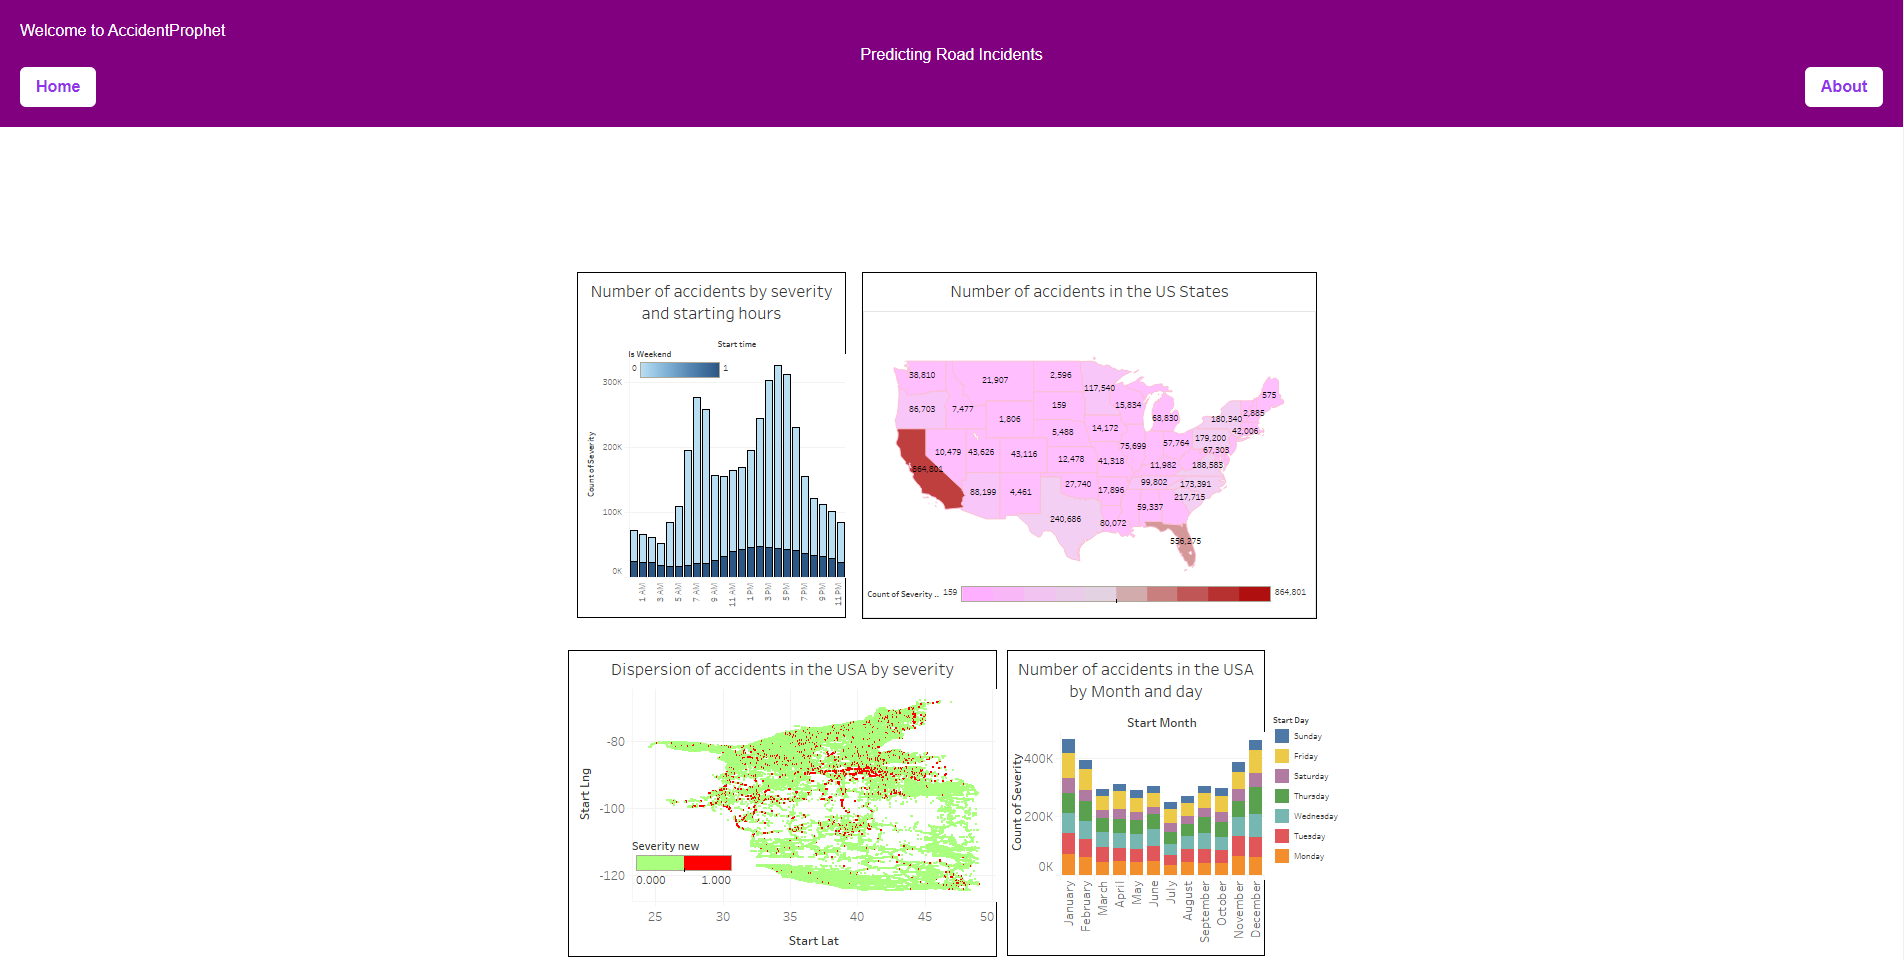 Welcome to AccidentProphet
Predicting Road Incidents
Home
About
Number of accidents by severity
and starting hours
Start time
Is Weekend
0
1
300K
200K
100K
0K
Count of Severity
1 AM
3 AM
5 AM
7 AM
9 AM
11 AM
1 PM
3 PM
5 PM
7 PM
9 PM
11 PM
Number of accidents in the US States
38,810
21,907
2,596
117,540
575
86,703
7,477
159
15,834
1,806
68,830
180,340
2,885
5,488
14,172
42,006
179,200
57,764
75,699
10,479
43,626
43,116
67,303
12,478
41,318
11,982
188,583
864,801
88,199
4,461
27,740
17,896
99,802
173,391
217,715
59,337
240,686
80,072
556,275
Count of Severity ..
159
864,801
Dispersion of accidents in the USA by severity
-80
-100
-120
Start Lng
Severity new
0.000
1.000
25
30
35
40
45
50
Start Lat
Number of accidents in the USA
by Month and day
Start Month
400K
200K
0K
Count of Severity
January
February
March
April
May
June
July
August
September
October
November
December
Start Day
Sunday
Friday
Saturday
Thursday
Wednesday
Tuesday
Monday